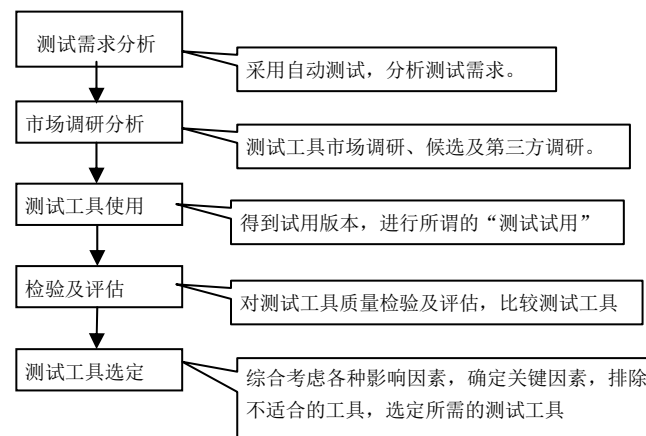 测试需求分析
采用自动测试，分析测试需求。
市场调研分析
测试工具市场调研、候选及第三方调研。
测试工具使用
得到试用版本，进行所谓的“测试试用”
检验及评估
对测试工具质量检验及评估，比较测试工具
测试工具选定
综合考虑各种影响因素，确定关键因素，排除
不适合的工具，选定所需的测试工具